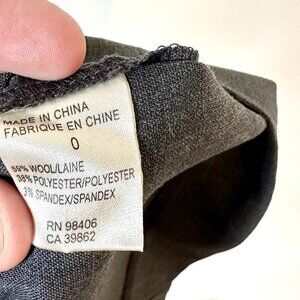 MADE IN CHINA
FABRIQUE EN CHINE
0
59% WOOL/LAINE
38% POLYESTER/POLYESTER
3% SPANDEX/SPANDEX
RN 98406
CA 39862